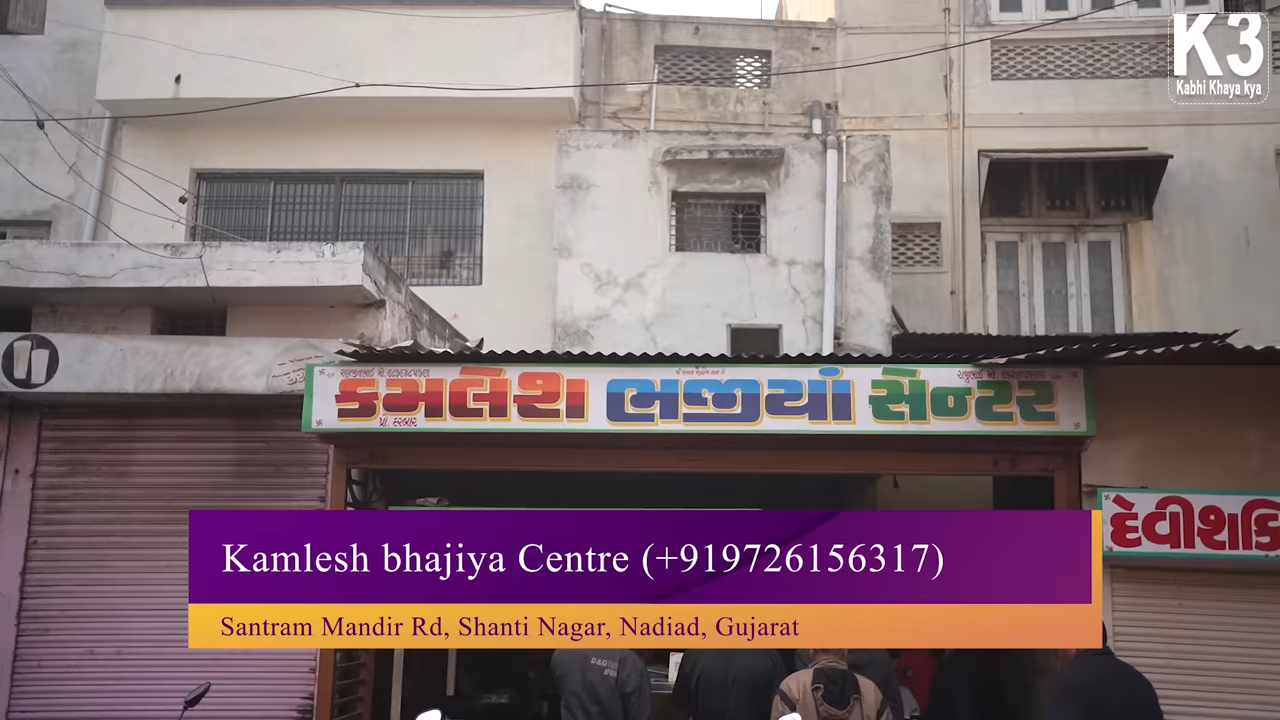 K3
Kabhi Khaya kya
કમલેશ ભજીયાં સેન્ટર
પ્રો. દરબાર
દેવીશક્તિ
Kamlesh bhajiya Centre (+919726156317)
Santram Mandir Rd, Shanti Nagar, Nadiad, Gujarat
D&G